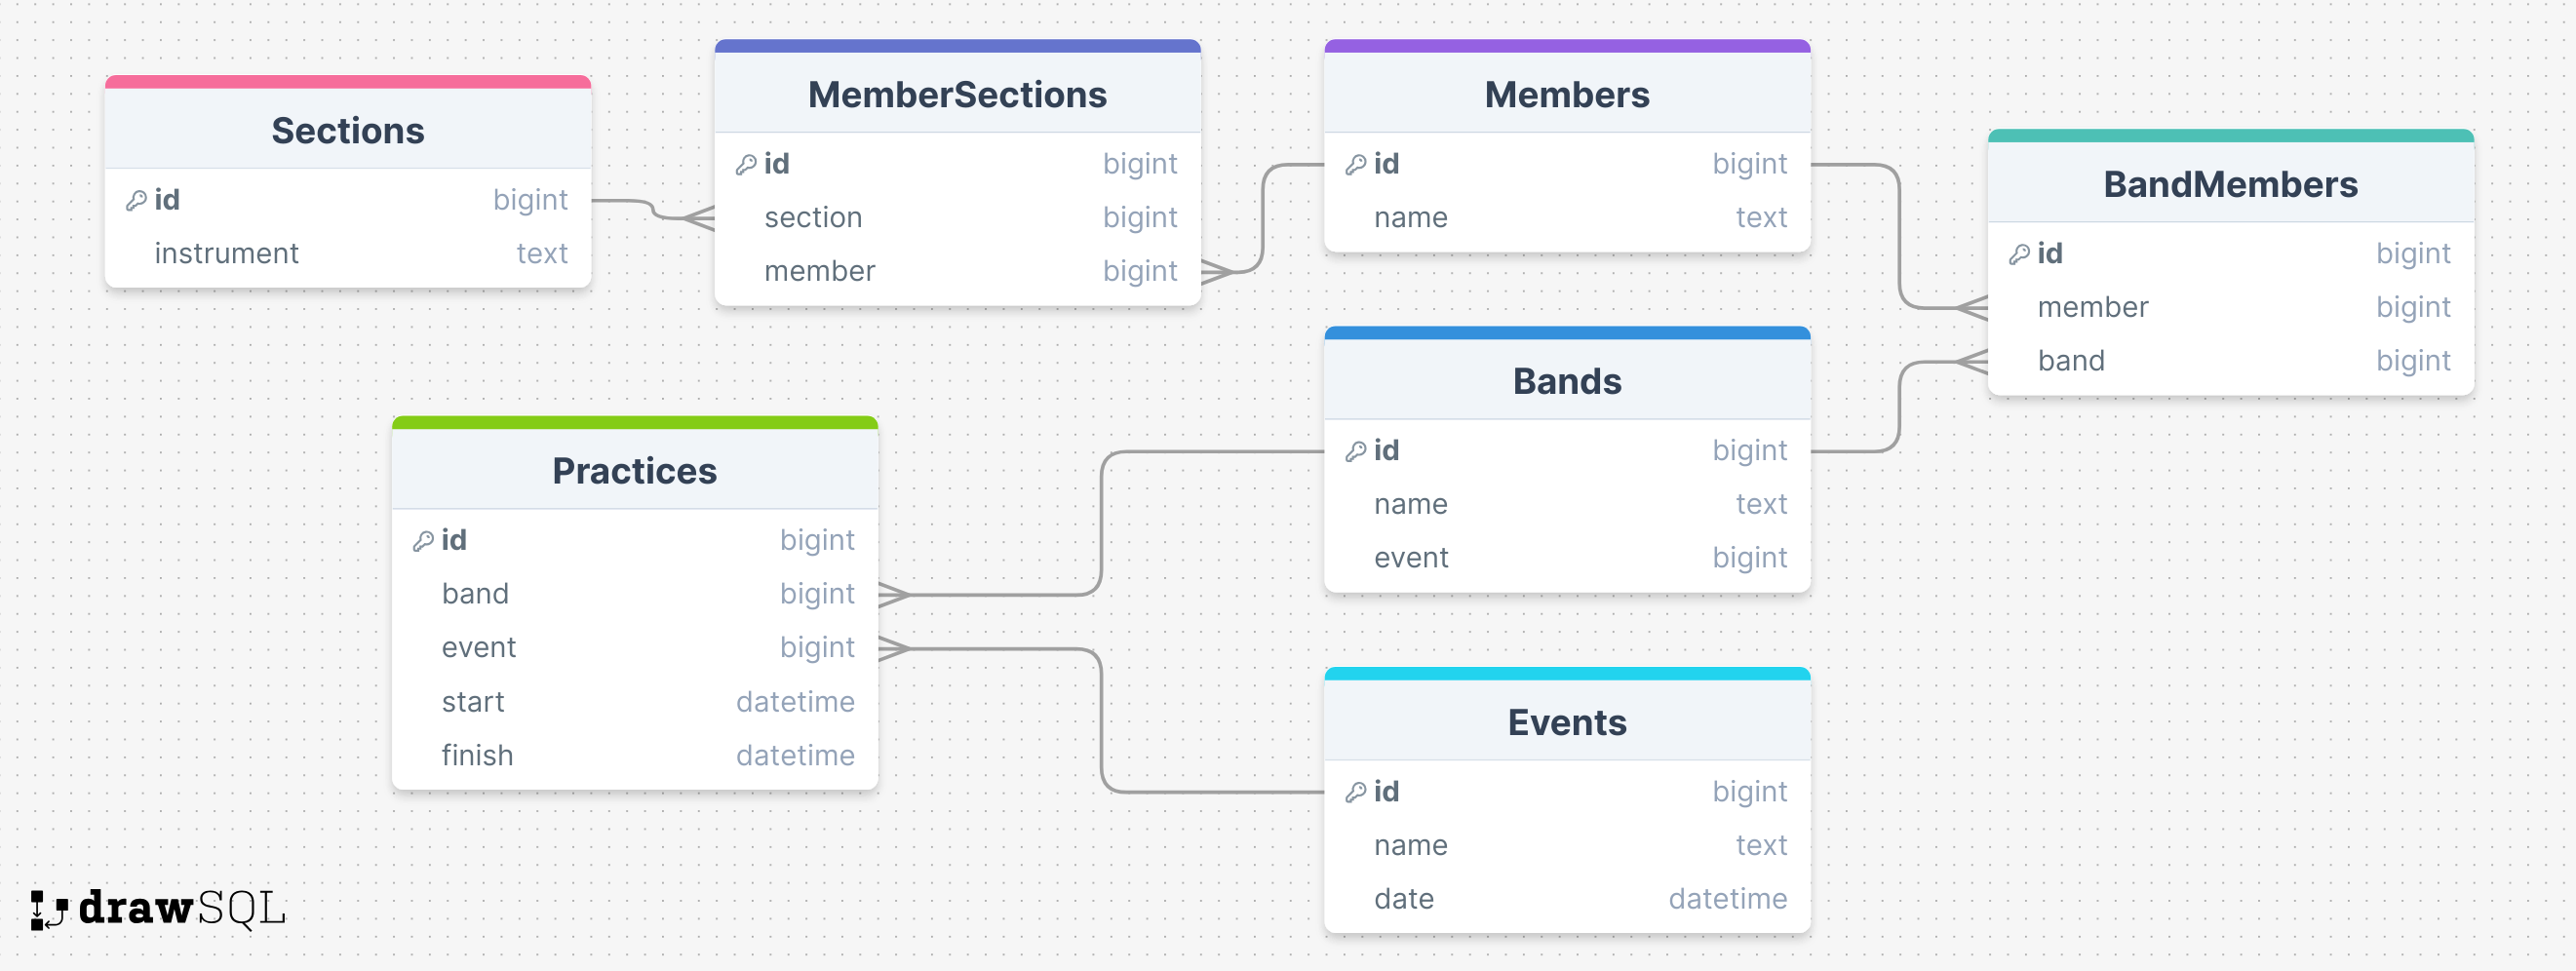 Sections
id bigint
instrument text
MemberSections
id bigint
section bigint
member bigint
Members
id bigint
name text
BandMembers
id bigint
member bigint
band bigint
Practices
id bigint
band bigint
event bigint
start datetime
finish datetime
Bands
id bigint
name text
event bigint
Events
id bigint
name text
date datetime
drawSQL